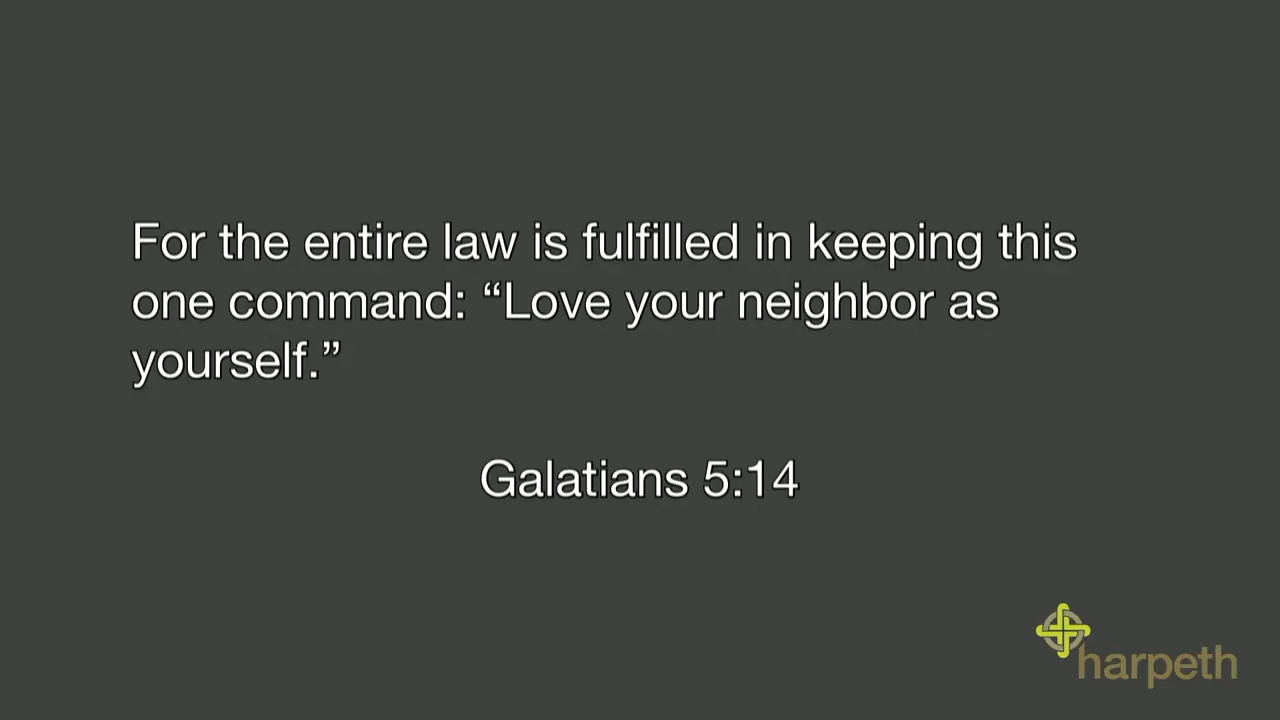 For the entire law is fulfilled in keeping this
one command: “Love your neighbor as
yourself.”
Galatians 5:14
harpeth